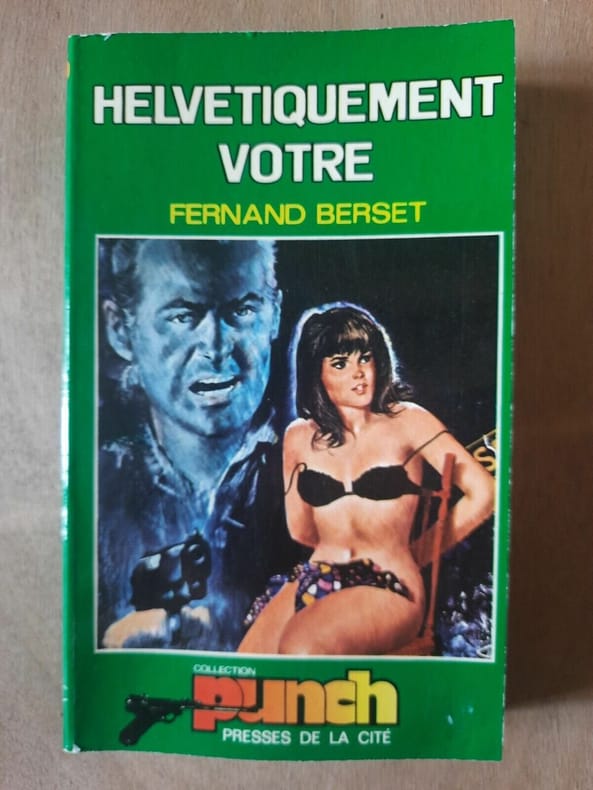 HELVETIQUEMENT
VOTRE
FERNAND BERSET
COLLECTION
punch
PRESSES DE LA CITÉ